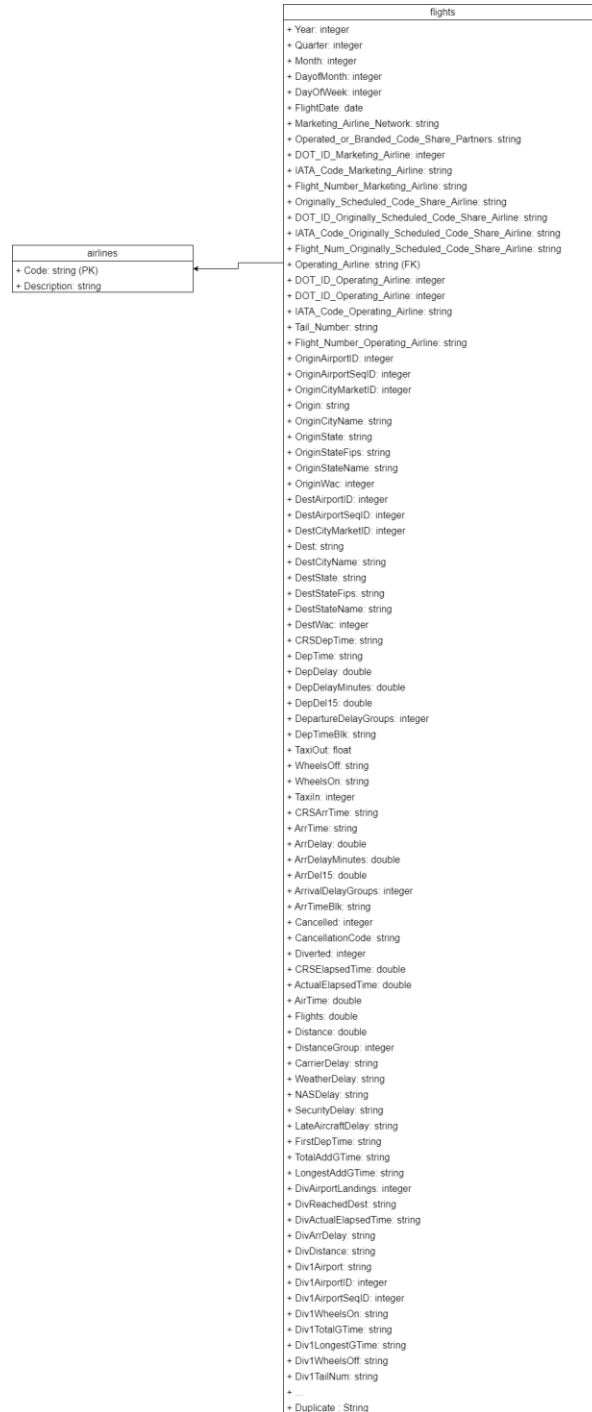 flights
+ Year: integer
+ Quarter: integer
+ Month: integer
+ DayofMonth: integer
+ DayOfWeek: integer
+ FlightDate: date
+ Marketing_Airline_Network: string
+ Operated_or_Branded_Code_Share_Partners: string
+ DOT_ID_Marketing_Airline: integer
+ IATA_Code_Marketing_Airline: string
+ Flight_Number_Marketing_Airline: string
+ Originally_Scheduled_Code_Share_Airline: string
+ DOT_ID_Originally_Scheduled_Code_Share_Airline: string
+ IATA_Code_Originally_Scheduled_Code_Share_Airline: string
+ Flight_Num_Originally_Scheduled_Code_Share_Airline: string
+ Operating_Airline: string (FK)
+ DOT_ID_Operating_Airline: integer
+ DOT_ID_Operating_Airline: integer
+ IATA_Code_Operating_Airline: string
+ Tail_Number: string
+ Flight_Number_Operating_Airline: string
+ OriginAirportID: integer
+ OriginAirportSeqID: integer
+ OriginCityMarketID: integer
+ Origin: string
+ OriginCityName: string
+ OriginState: string
+ OriginStateFips: string
+ OriginStateName: string
+ OriginWac: integer
+ DestAirportID: integer
+ DestAirportSeqID: integer
+ DestCityMarketID: integer
+ Dest: string
+ DestCityName: string
+ DestState: string
+ DestStateFips: string
+ DestStateName: string
+ DestWac: integer
+ CRSDepTime: string
+ DepTime: string
+ DepDelay: double
+ DepDelayMinutes: double
+ DepDel15: double
+ DepartureDelayGroups: integer
+ DepTimeBlk: string
+ TaxiOut: float
+ WheelsOff: string
+ WheelsOn: string
+ TaxiIn: integer
+ CRSArrTime: string
+ ArrTime: string
+ ArrDelay: double
+ ArrDelayMinutes: double
+ ArrDel15: double
+ ArrivalDelayGroups: integer
+ ArrTimeBlk: string
+ Cancelled: integer
+ CancellationCode: string
+ Diverted: integer
+ CRSElapsedTime: double
+ ActualElapsedTime: double
+ AirTime: double
+ Flights: double
+ Distance: double
+ DistanceGroup: integer
+ CarrierDelay: string
+ WeatherDelay: string
+ NASDelay: string
+ SecurityDelay: string
+ LateAircraftDelay: string
+ FirstDepTime: string
+ TotalAddGTime: string
+ LongestAddGTime: string
+ DivAirportLandings: integer
+ DivReachedDest: string
+ DivActualElapsedTime: string
+ DivArrDelay: string
+ DivDistance: string
+ Div1Airport: string
+ Div1AirportID: integer
+ Div1AirportSeqID: integer
+ Div1WheelsOn: string
+ Div1TotalGTime: string
+ Div1LongestGTime: string
+ Div1WheelsOff: string
+ Div1TailNum: string
+ ...
+ Duplicate : String
airlines
+ Code: string (PK)
+ Description: string